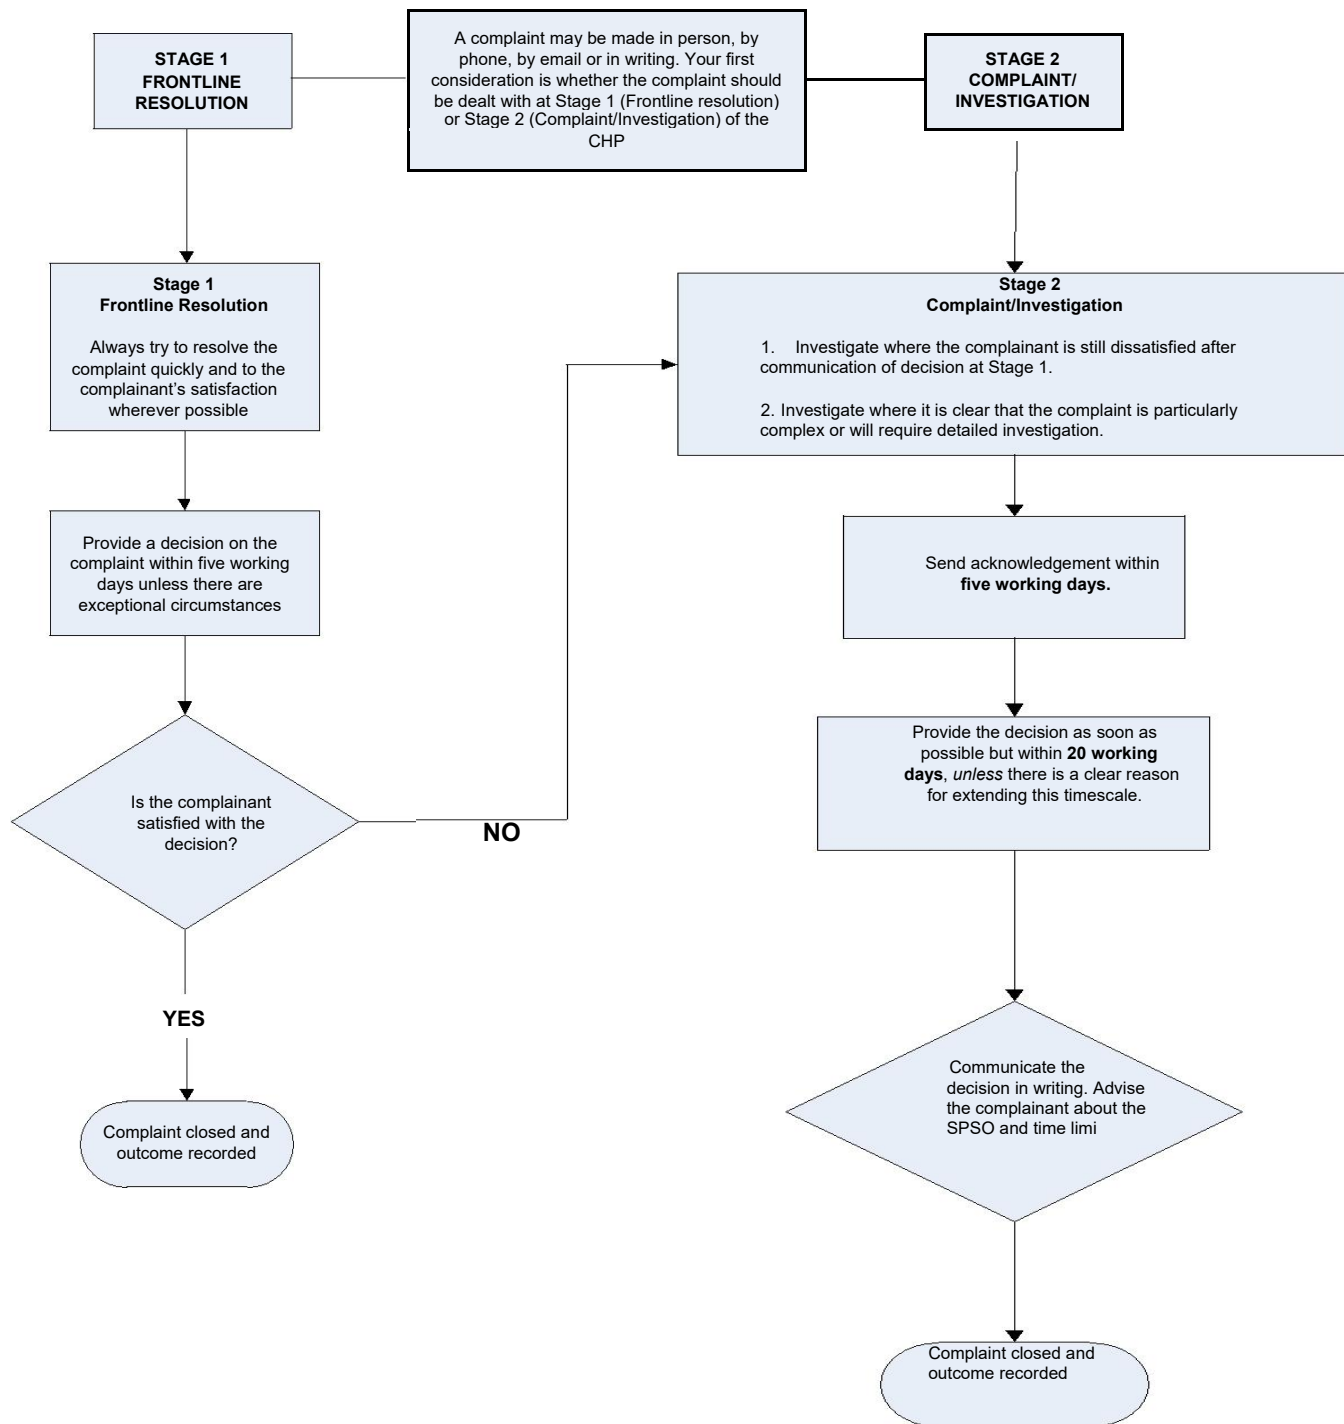 STAGE 1
FRONTLINE
RESOLUTION
A complaint may be made in person, by
phone, by email or in writing. Your first
consideration is whether the complaint should
be dealt with at Stage 1 (Frontline resolution)
or Stage 2 (Complaint/Investigation) of the
CHP
STAGE 2
COMPLAINT/
INVESTIGATION
Stage 1
Frontline Resolution
Always try to resolve the
complaint quickly and to the
complainant’s satisfaction
wherever possible
Provide a decision on the
complaint within five working
days unless there are
exceptional circumstances
Is the complainant
satisfied with the
decision?
NO
YES
Complaint closed and
outcome recorded
Stage 2
Complaint/Investigation
1. Investigate where the complainant is still dissatisfied after
communication of decision at Stage 1.
2. Investigate where it is clear that the complaint is particularly
complex or will require detailed investigation.
Send acknowledgement within
five working days.
Provide the decision as soon as
possible but within 20 working
days, unless there is a clear reason
for extending this timescale.
Communicate the
decision in writing. Advise
the complainant about the
SPSO and time limi
Complaint closed and
outcome recorded